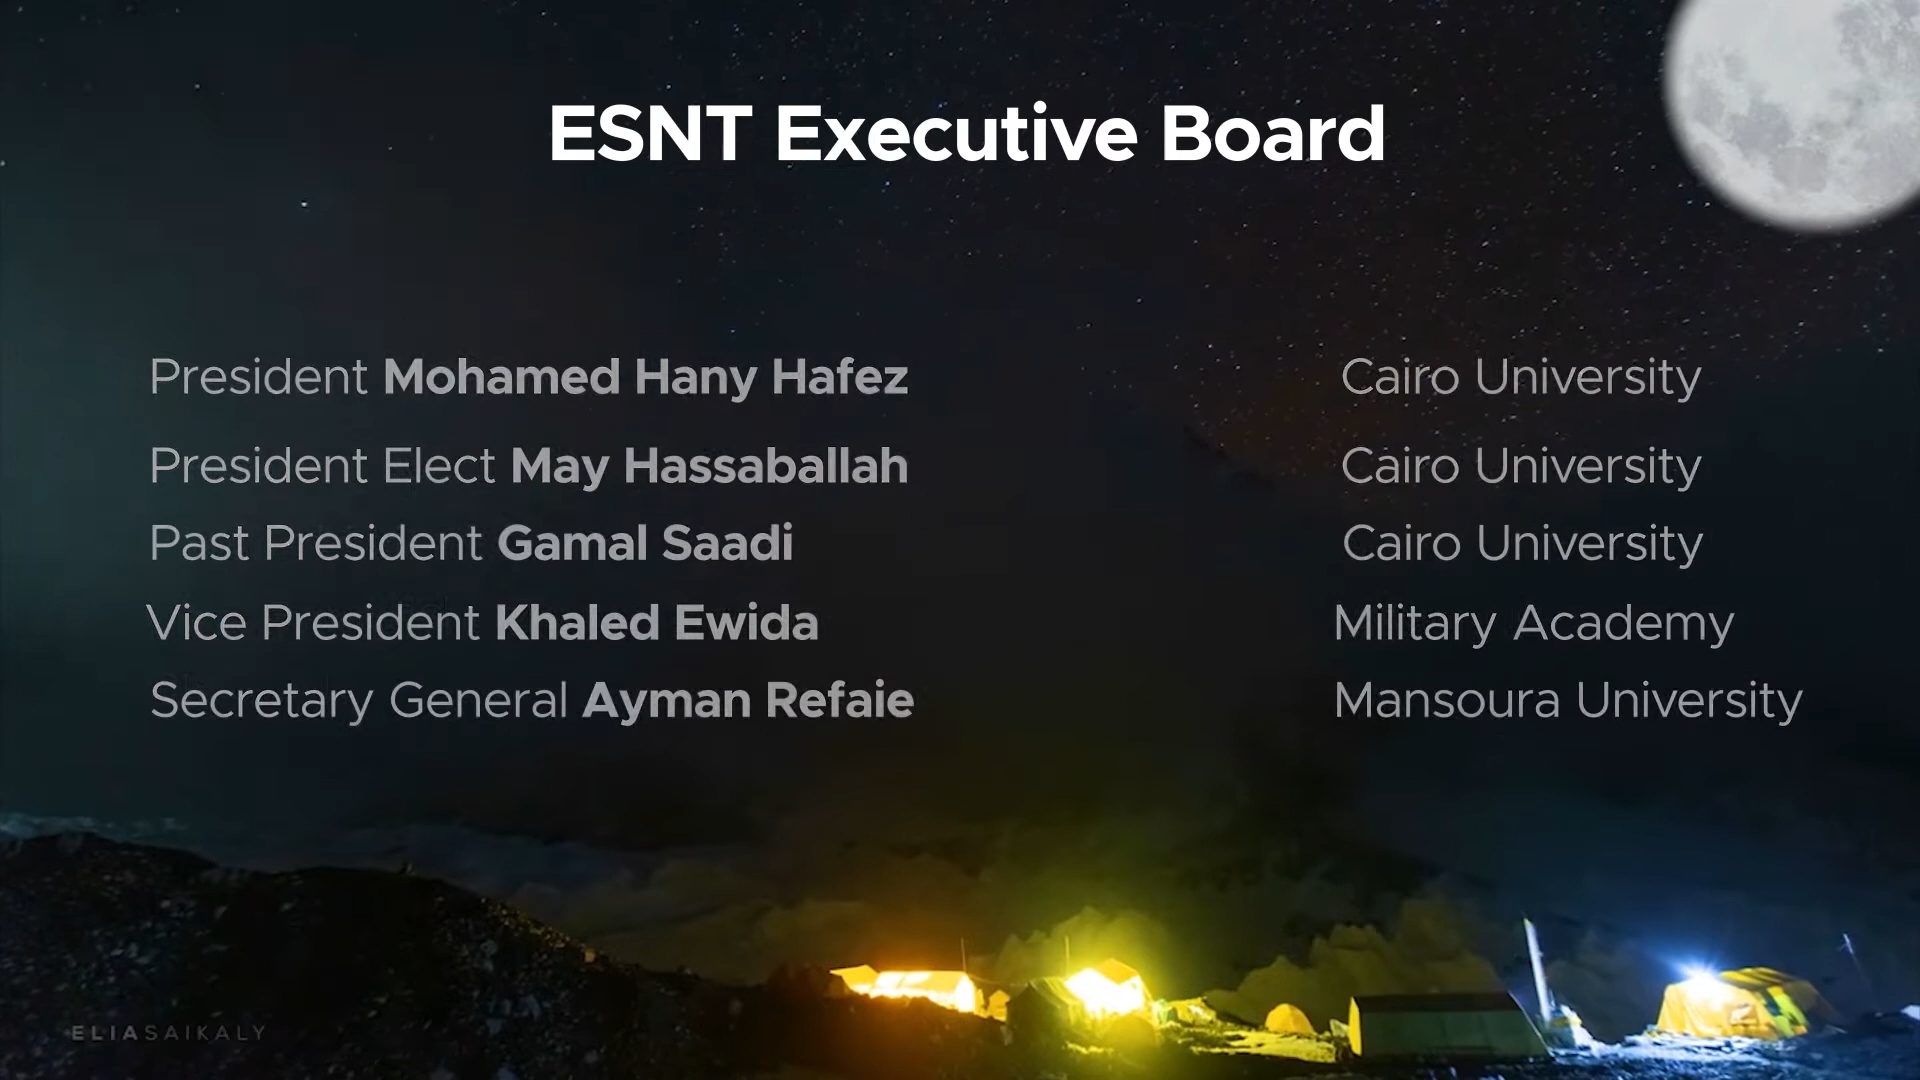 ESNT Executive Board
President Mohamed Hany Hafez Cairo University
President Elect May Hassaballah Cairo University
Past President Gamal Saadi Cairo University
Vice President Khaled Ewida Military Academy
Secretary General Ayman Refaie Mansoura University
ELIASAIKALY